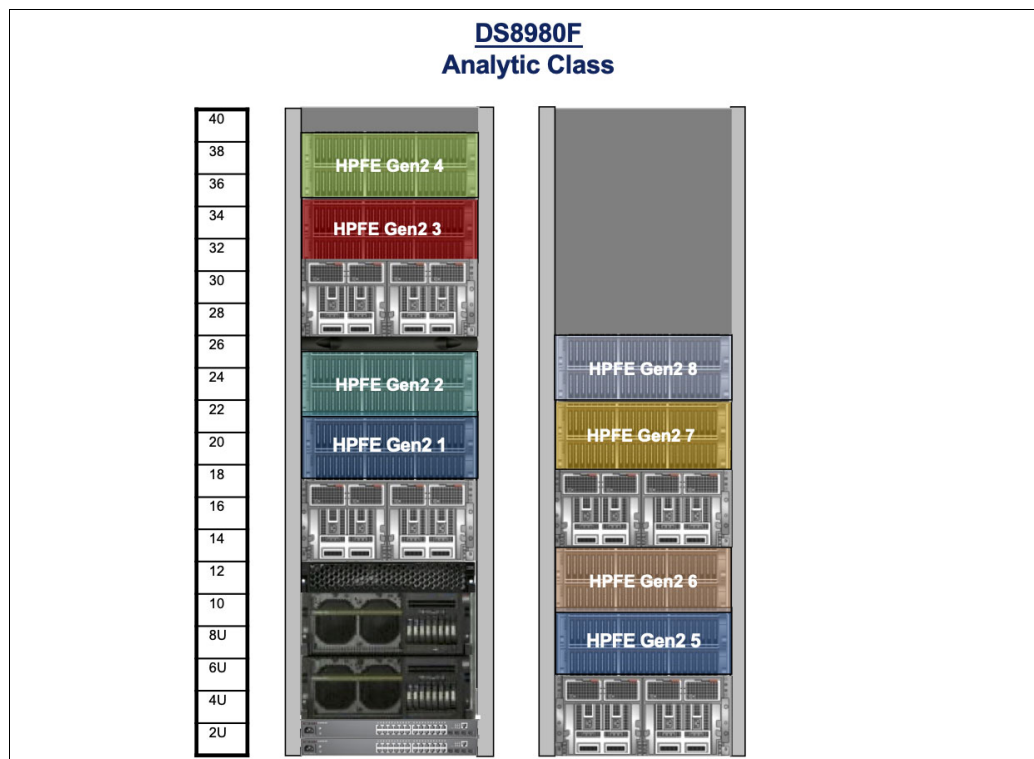 DS8980F
Analytic Class
40
38
36
34
32
30
28
26
24
22
20
18
16
14
12
10
8U
6U
4U
2U
HPFE Gen2 4
HPFE Gen2 3
HPFE Gen2 2
HPFE Gen2 1
HPFE Gen2 8
HPFE Gen2 7
HPFE Gen2 6
HPFE Gen2 5